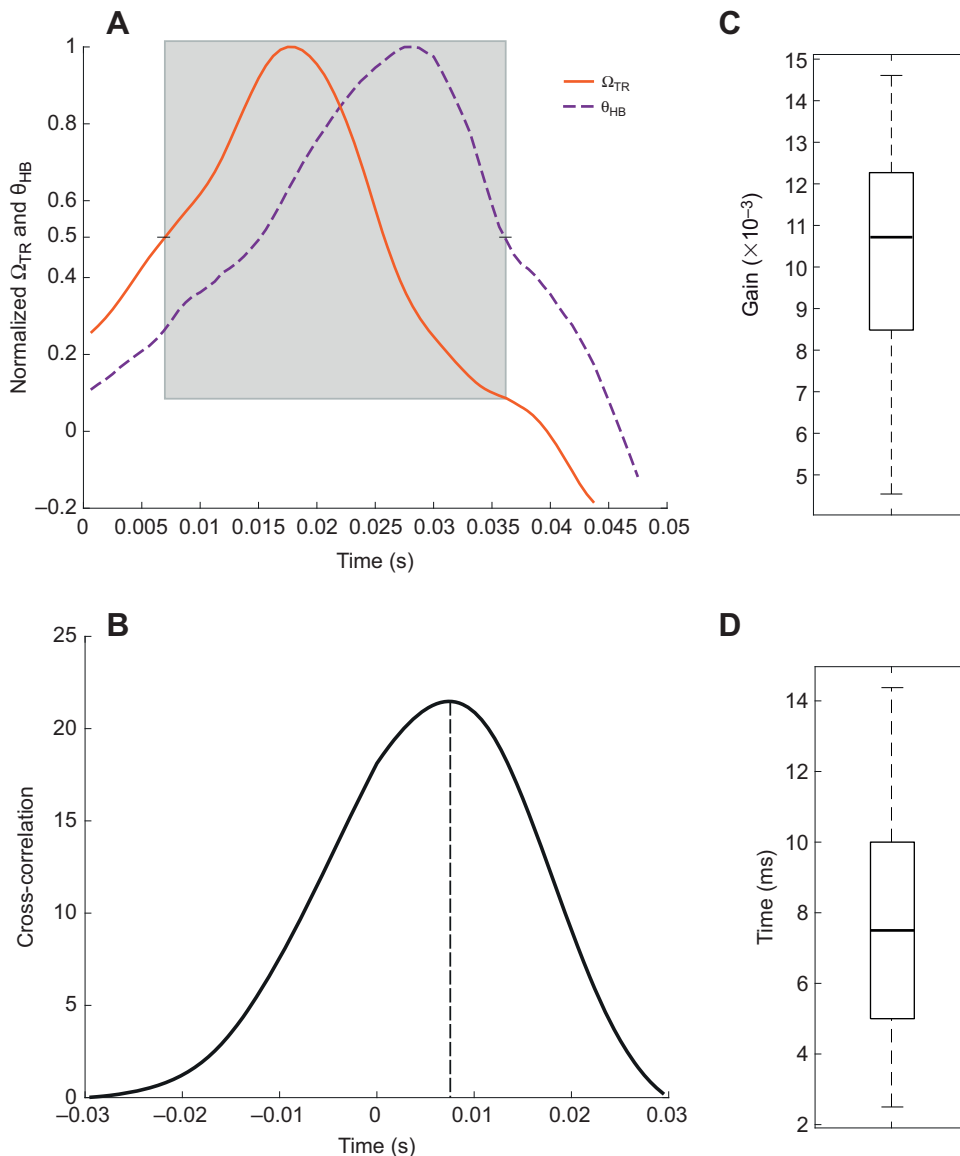 A
Normalized Ω_TR and θ_HB
1
0.8
0.6
0.5
0.4
0.2
0
–0.2
0 0.005 0.01 0.015 0.02 0.025 0.03 0.035 0.04 0.045 0.05
Time (s)
Ω_TR
θ_HB
B
Cross-correlation
25
20
15
10
5
0
–0.03 –0.02 –0.01 0 0.01 0.02 0.03
Time (s)
C
Gain (×10⁻³)
15
14
13
12
11
10
9
8
7
6
5
D
Time (ms)
14
12
10
8
6
4
2